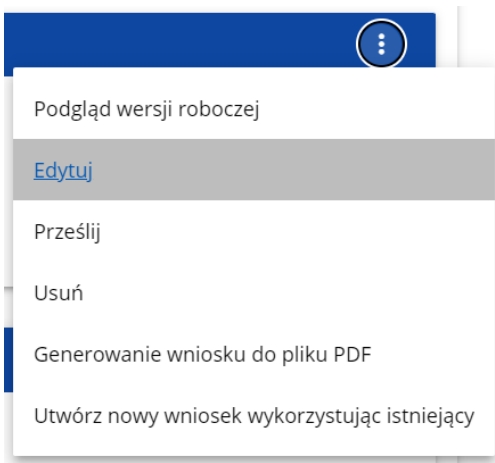 Podgląd wersji roboczej
Edytuj
Prześlij
Usuń
Generowanie wniosku do pliku PDF
Utwórz nowy wniosek wykorzystując istniejący